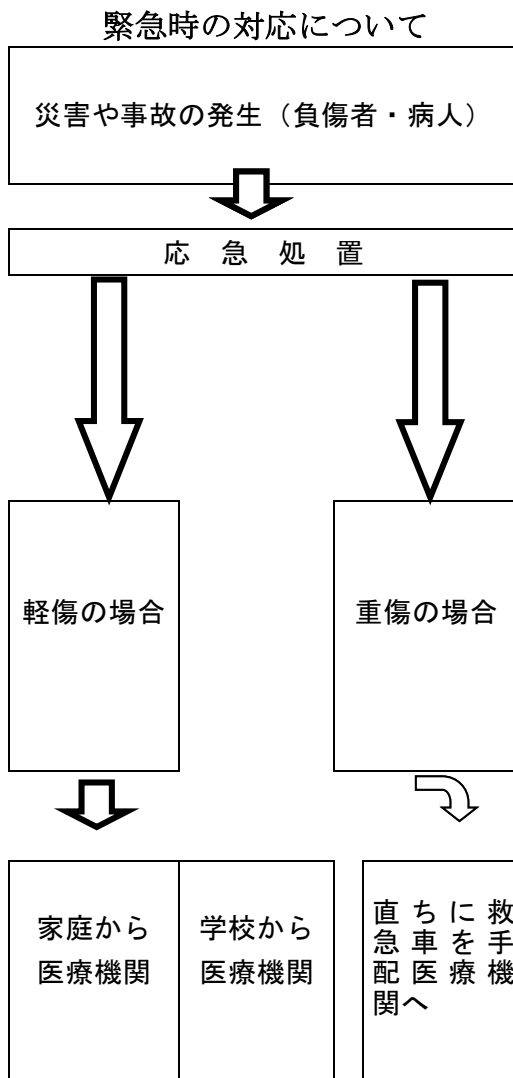 緊急時の対応について
災害や事故の発生（負傷者・病人）
応 急 処 置
軽傷の場合
重傷の場合
家庭から
医療機関
学校から
医療機関
直ちに救
急車を手
配医療機
関へ